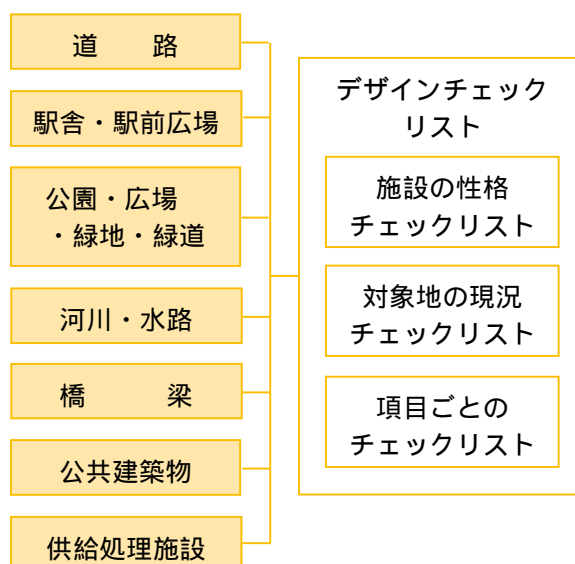 道　　路
駅舎・駅前広場
公園・広場
・緑地・緑道
河川・水路
橋　　梁
公共建築物
供給処理施設
デザインチェック
リスト
施設の性格
チェックリスト
対象地の現況
チェックリスト
項目ごとの
チェックリスト